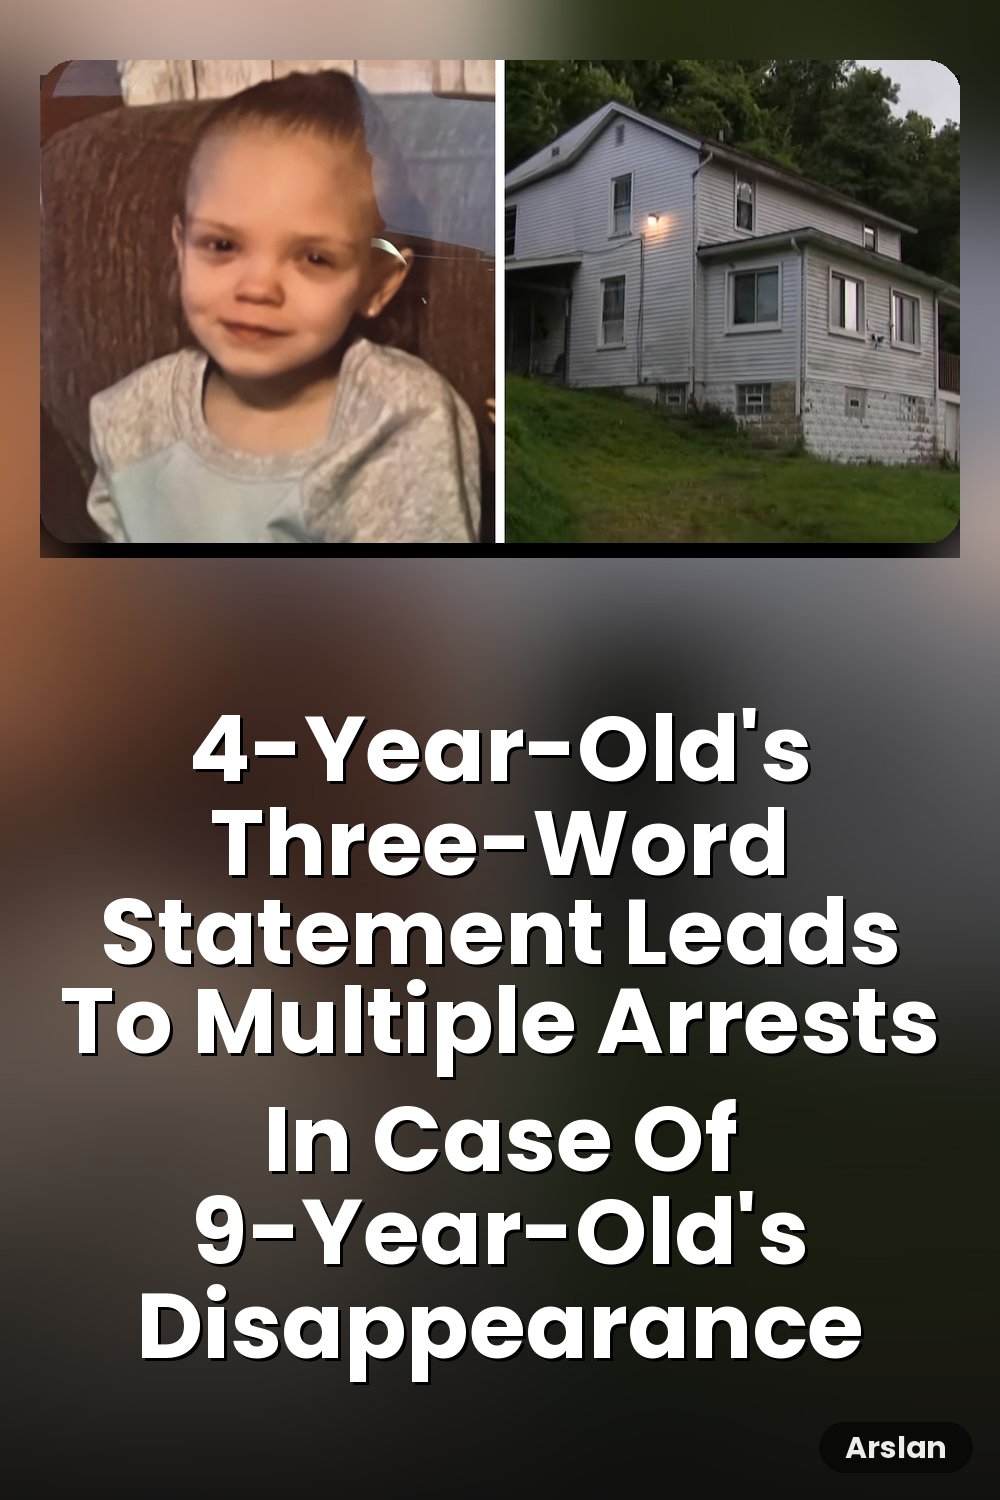 4-Year-Old's
Three-Word
Statement Leads
To Multiple Arrests
In Case Of
9-Year-Old's
Disappearance
Arslan